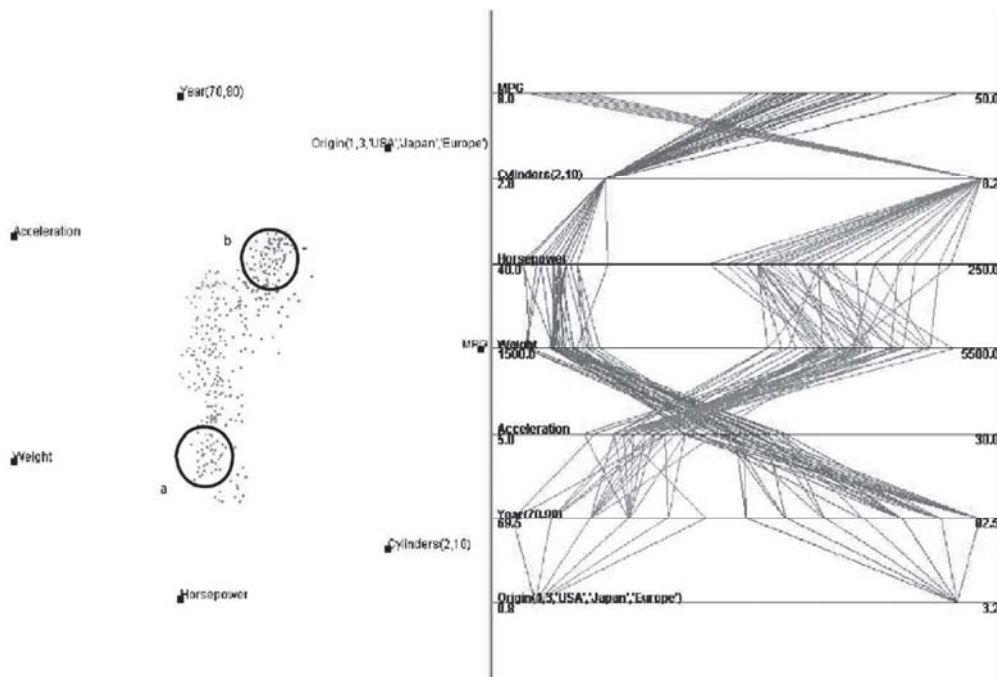 Year(70,80)
Origin(1,3,'USA','Japan','Europe')
Acceleration
b
MPG
Weight
a
Cylinders(2,10)
Horsepower
MPG
8.0 50.0
Cylinders(2,10)
2.8 8.2
Horsepower
40.0 250.0
Weight
1500.0 5500.0
Acceleration
5.0 30.0
Year(70,80)
69.5 82.5
Origin(1,3,'USA','Japan','Europe')
0.8 3.2